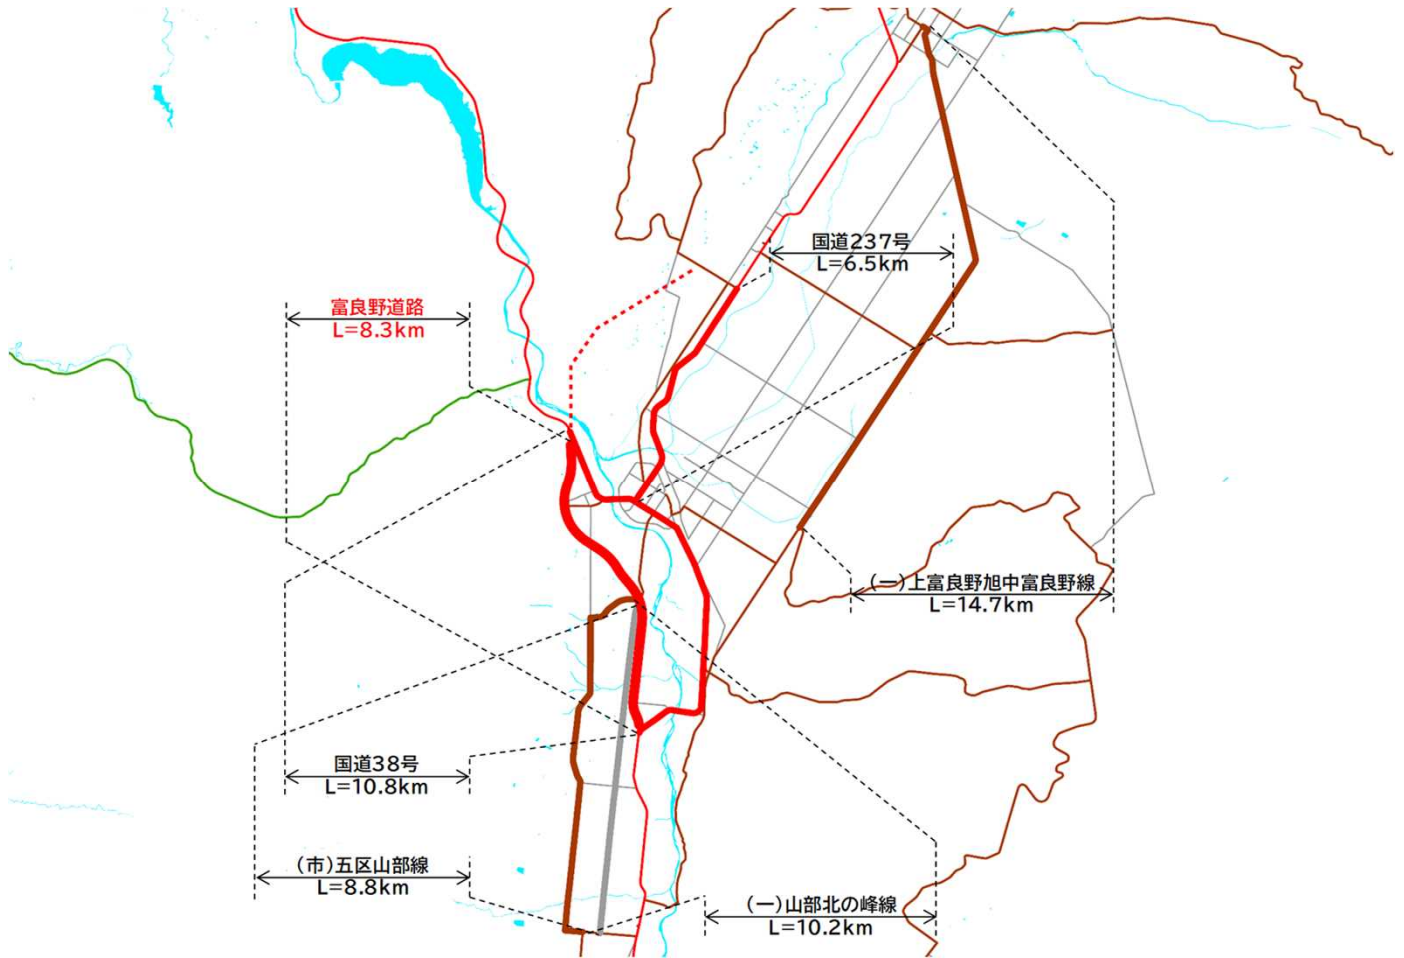 国道237号
L=6.5km
富良野道路
L=8.3km
(一)上富良野旭中富良野線
L=14.7km
国道38号
L=10.8km
(市)五区山部線
L=8.8km
(一)山部北の峰線
L=10.2km